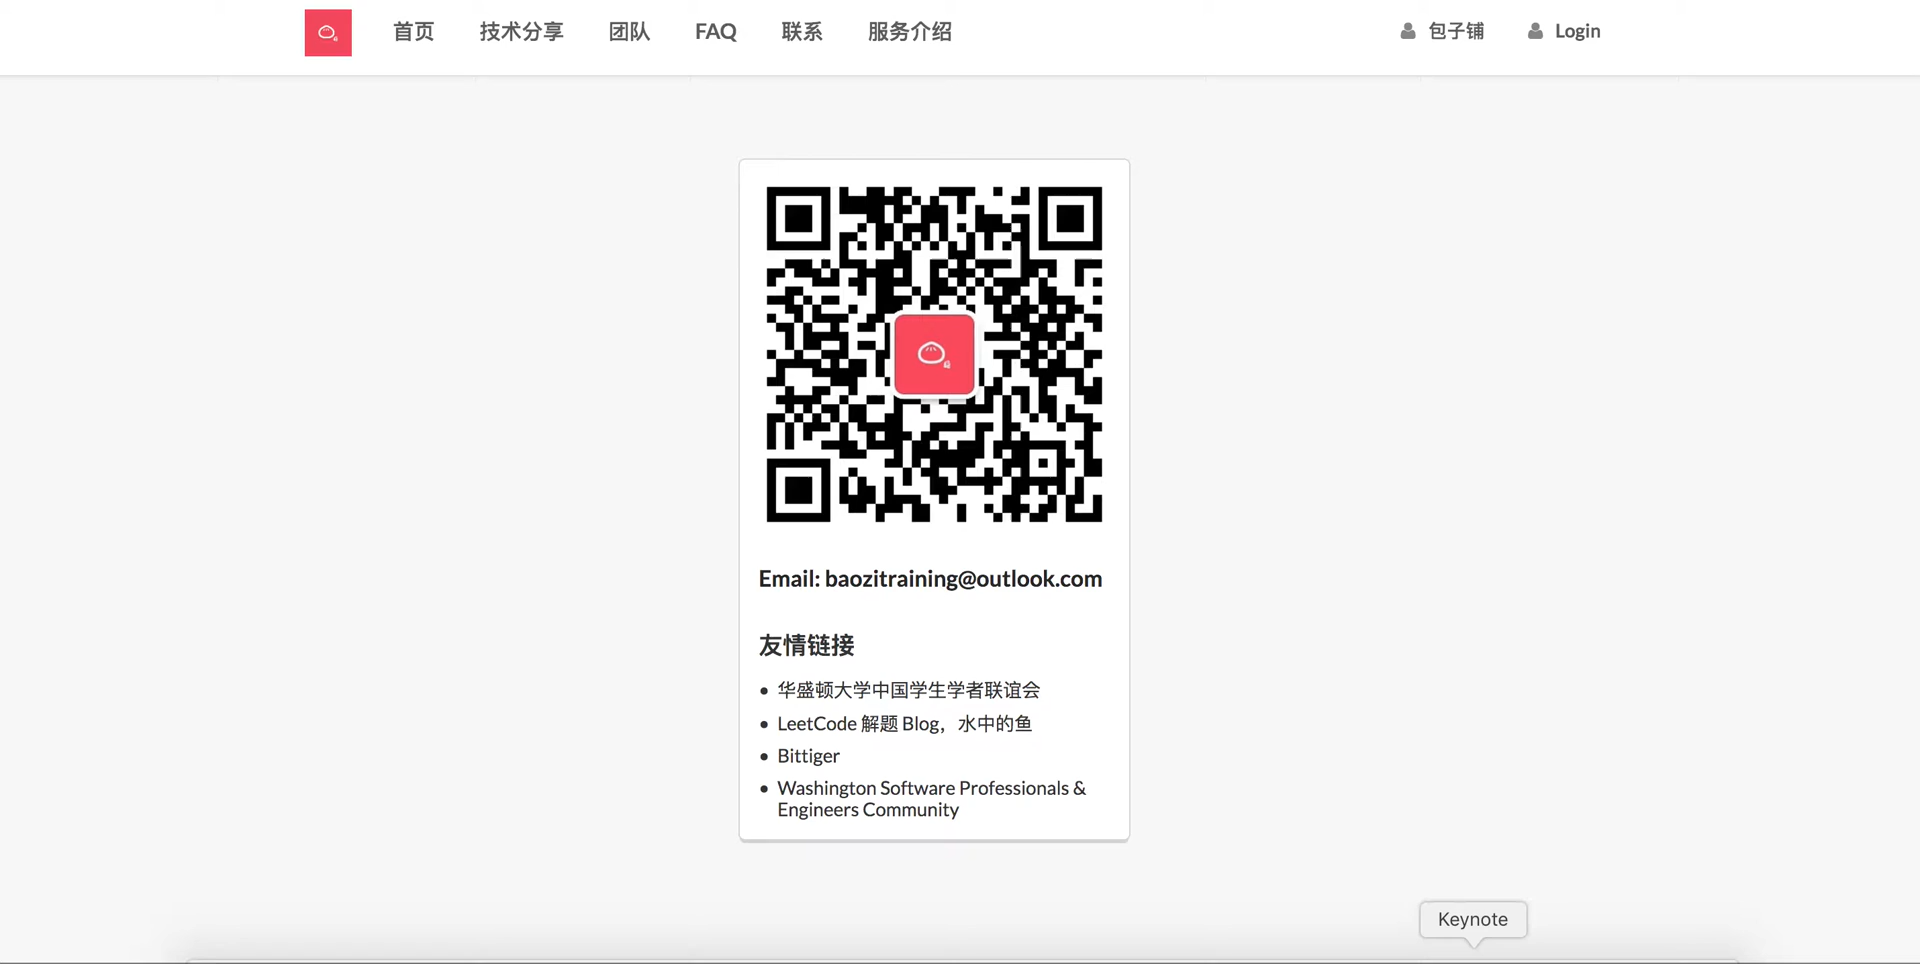 首页 技术分享 团队 FAQ 联系 服务介绍 包子铺 Login
Email: baozitraining@outlook.com
友情链接
华盛顿大学中国学生学者联谊会
LeetCode 解题 Blog，水中的鱼
Bittiger
Washington Software Professionals &
Engineers Community
Keynote